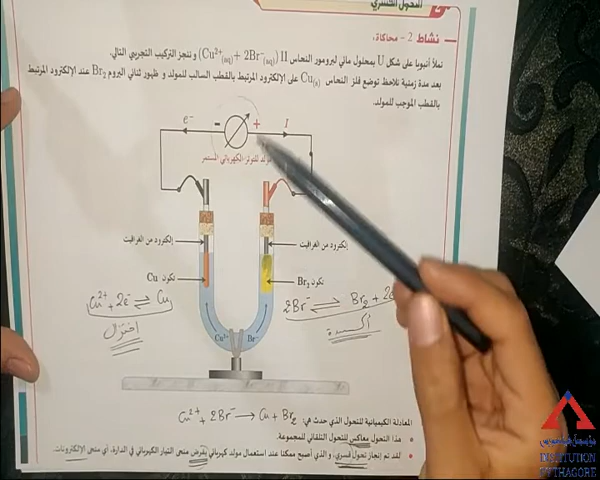 التحول القسري
نشاط 2 - محاكاة.
نملأ أنبوبا على شكل U بمحلول مائي لبرومور النحاس II (Cu²⁺(aq) + 2Br⁻(aq)) و ننجز التركيب التجريبي التالي.
بعد مدة زمنية نلاحظ توضع فلز النحاس Cu(s) على الإلكترود المرتبط بالقطب السالب للمولد و ظهور ثنائي البروم Br₂ عند الإلكترود المرتبط
بالقطب الموجب للمولد.
e⁻ - + I
مولد للتوتر الكهربائي المستمر
إلكترود من الغرافيت
إلكترود من الغرافيت
تكون Cu
تكون Br₂
Cu²⁺ + 2e⁻ ⇌ Cu
اختزال
2Br⁻ ⇌ Br₂ + 2e
أكسدة
Cu²⁺ Br⁻
المعادلة الكيميائية للتحول الذي حدث هي: Cu²⁺ + 2Br⁻ → Cu + Br₂
هذا التحول معاكس للتحول التلقائي للمجموعة.
لقد تم إنجاز تحول قسري، و الذي أصبح ممكنا عند استعمال مولد كهربائي يفرض منحى التيار الكهربائي في الدارة، أي منحى الإلكترونات.
INSTITUTION
PYTHAGORE